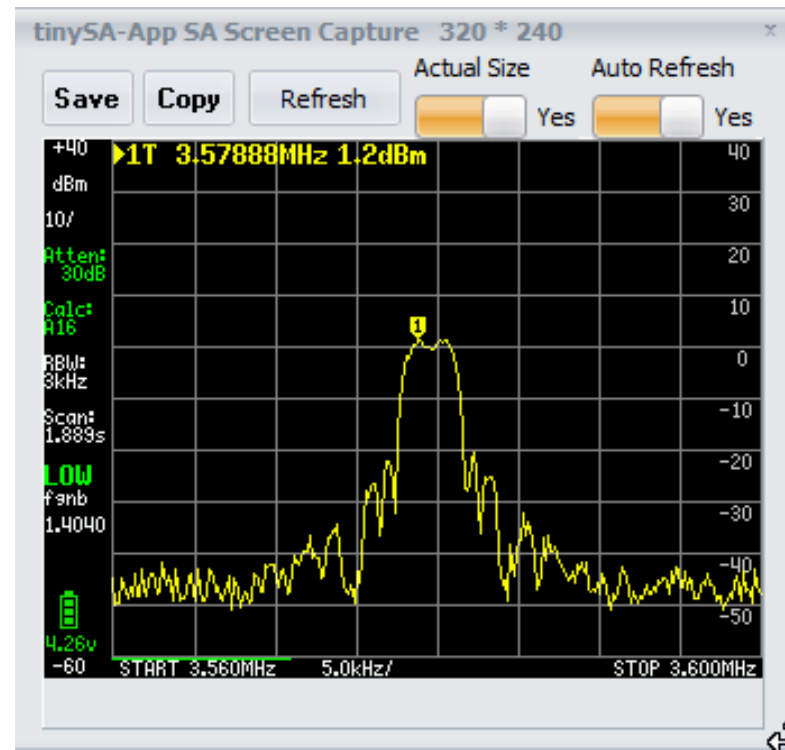 tinySA-App SA Screen Capture 320 * 240 x
Save Copy Refresh Actual Size Yes Auto Refresh Yes
+40 1T 3.57888MHz 1.2dBm 40
dBm
10/ 30
Atten: 20
30dB
Calc: 10
A16
1
RBW: 0
3kHz
Scan: -10
1.889s
LOW -20
fgnb
1.4040 -30
-40
-50
4.26v
-60 START 3.560MHz 5.0kHz/ STOP 3.600MHz